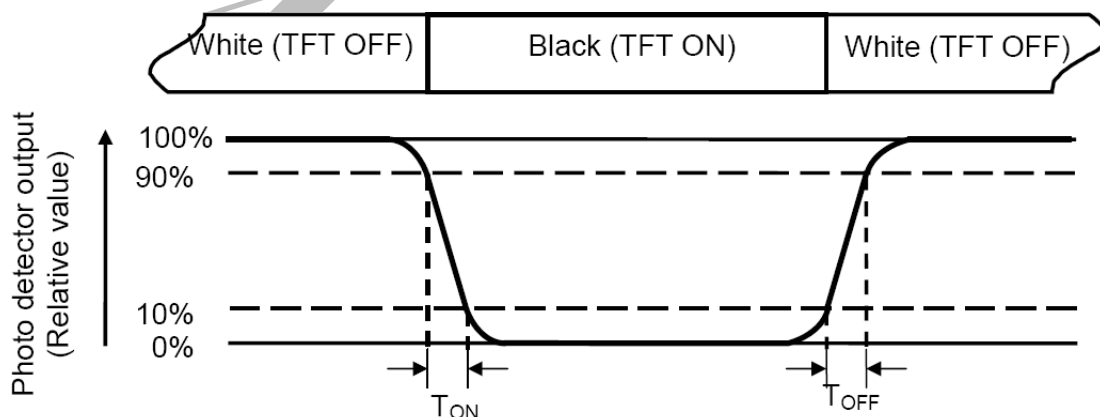 White (TFT OFF)
Black (TFT ON)
White (TFT OFF)
Photo detector output
(Relative value)
100%
90%
10%
0%
TON
TOFF